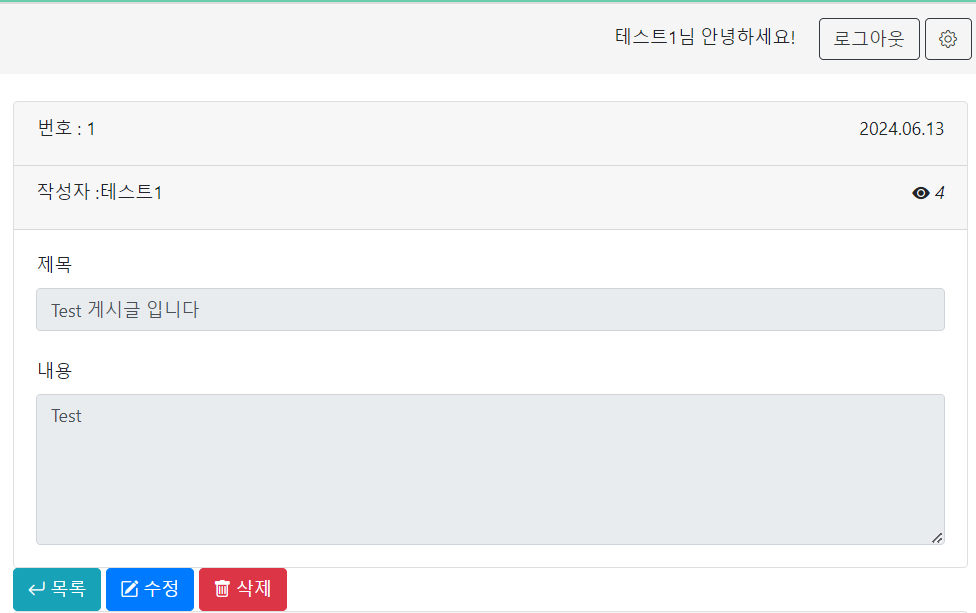 테스트1님 안녕하세요! 로그아웃
번호 : 1 2024.06.13
작성자 :테스트1 4
제목
Test 게시글 입니다
내용
Test
목록 수정 삭제